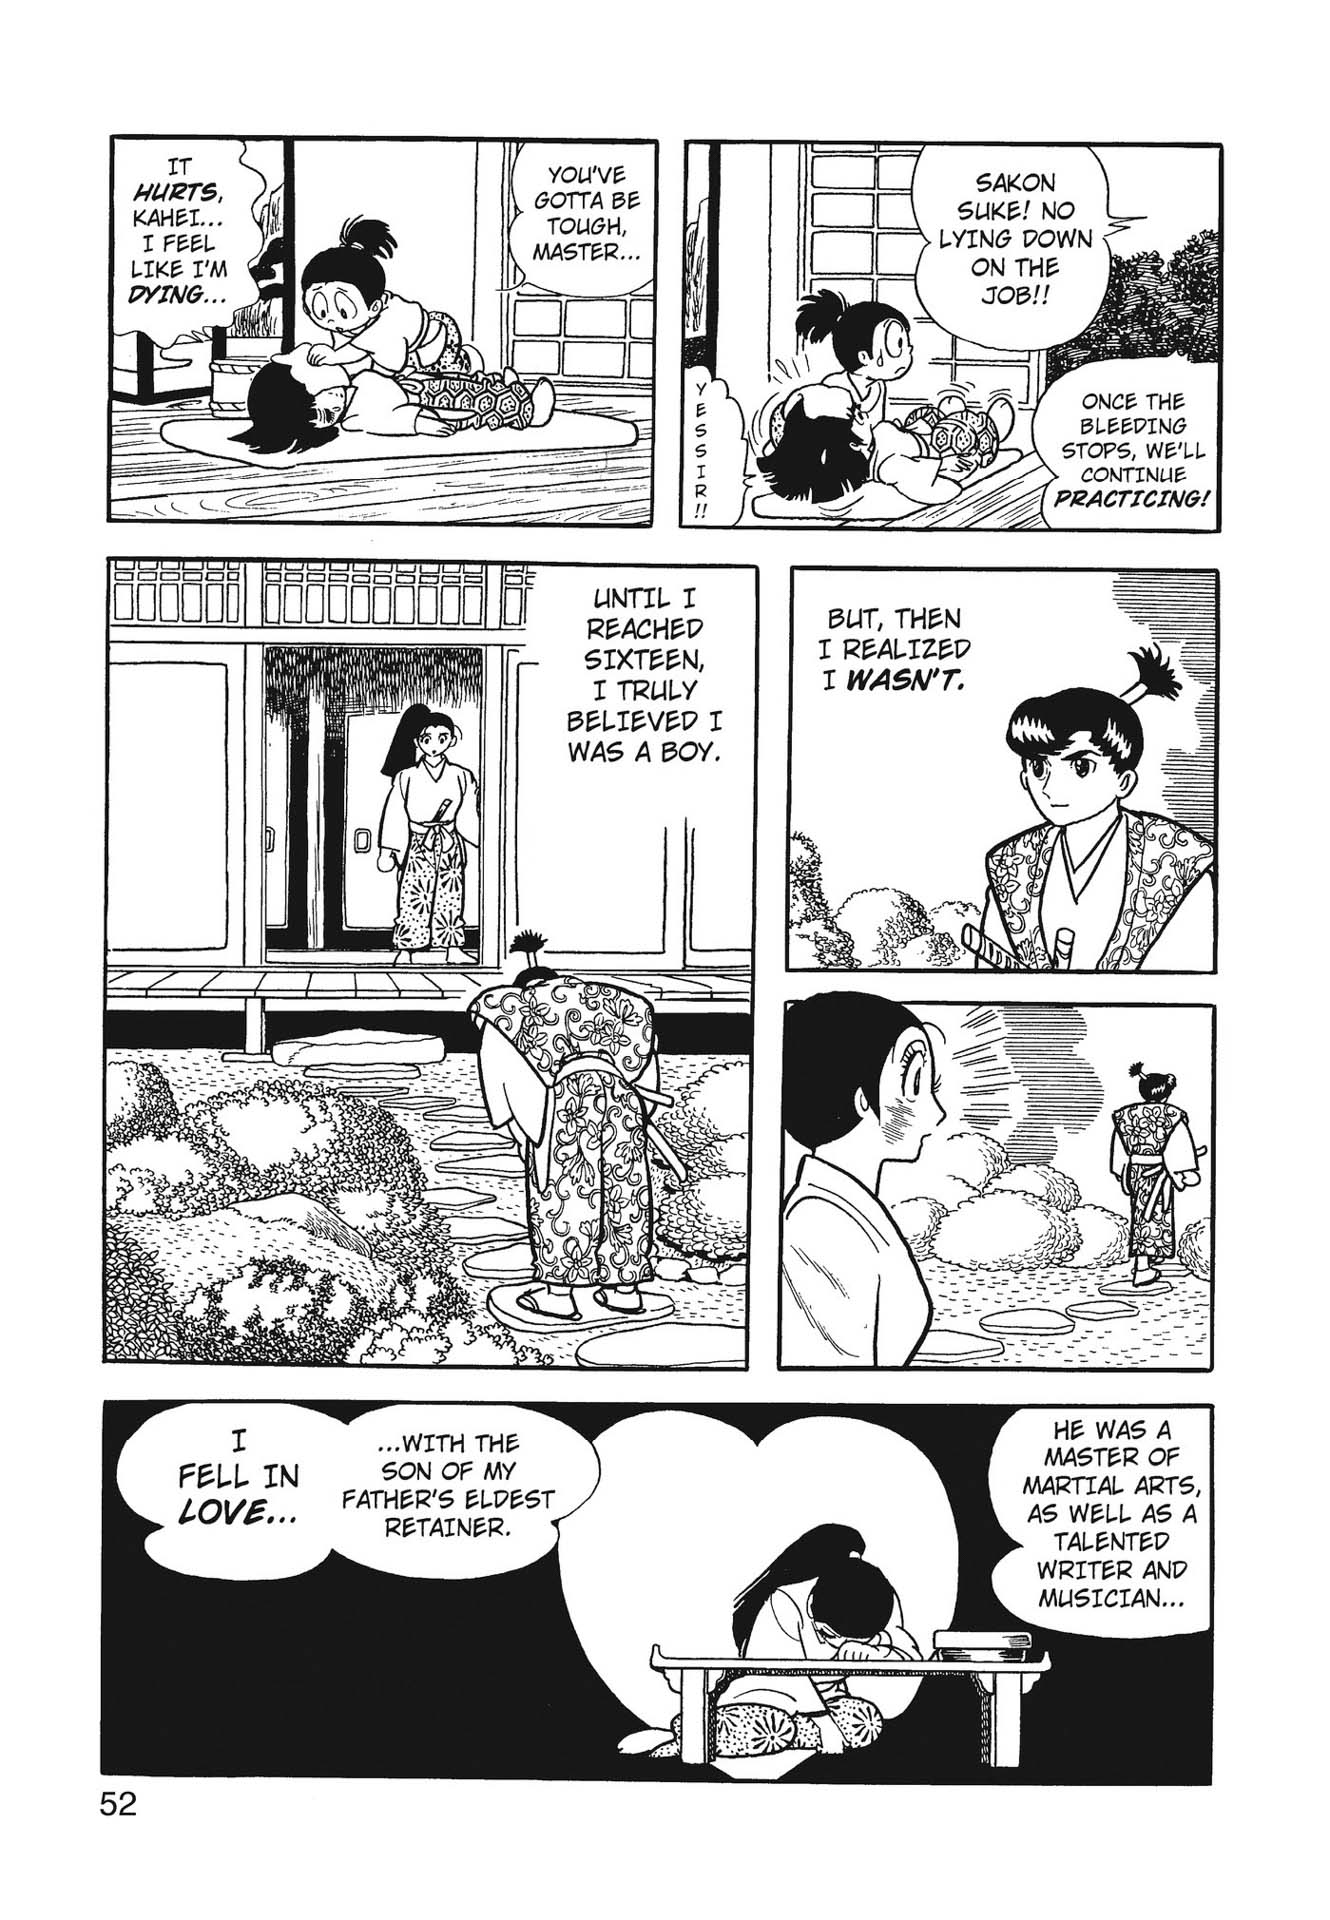 IT
HURTS,
KAHEI...
I FEEL
LIKE I'M
DYING...
YOU'VE
GOTTA BE
TOUGH,
MASTER...
SAKON
SUKE! NO
LYING DOWN
ON THE
JOB!!
YESSIR!!
ONCE THE
BLEEDING
STOPS, WE'LL
CONTINUE
PRACTICING!
UNTIL I
REACHED
SIXTEEN,
I TRULY
BELIEVED I
WAS A BOY.
BUT, THEN
I REALIZED
I WASN'T.
I
FELL IN
LOVE...
...WITH THE
SON OF MY
FATHER'S ELDEST
RETAINER.
HE WAS A
MASTER OF
MARTIAL ARTS,
AS WELL AS A
TALENTED
WRITER AND
MUSICIAN...
52